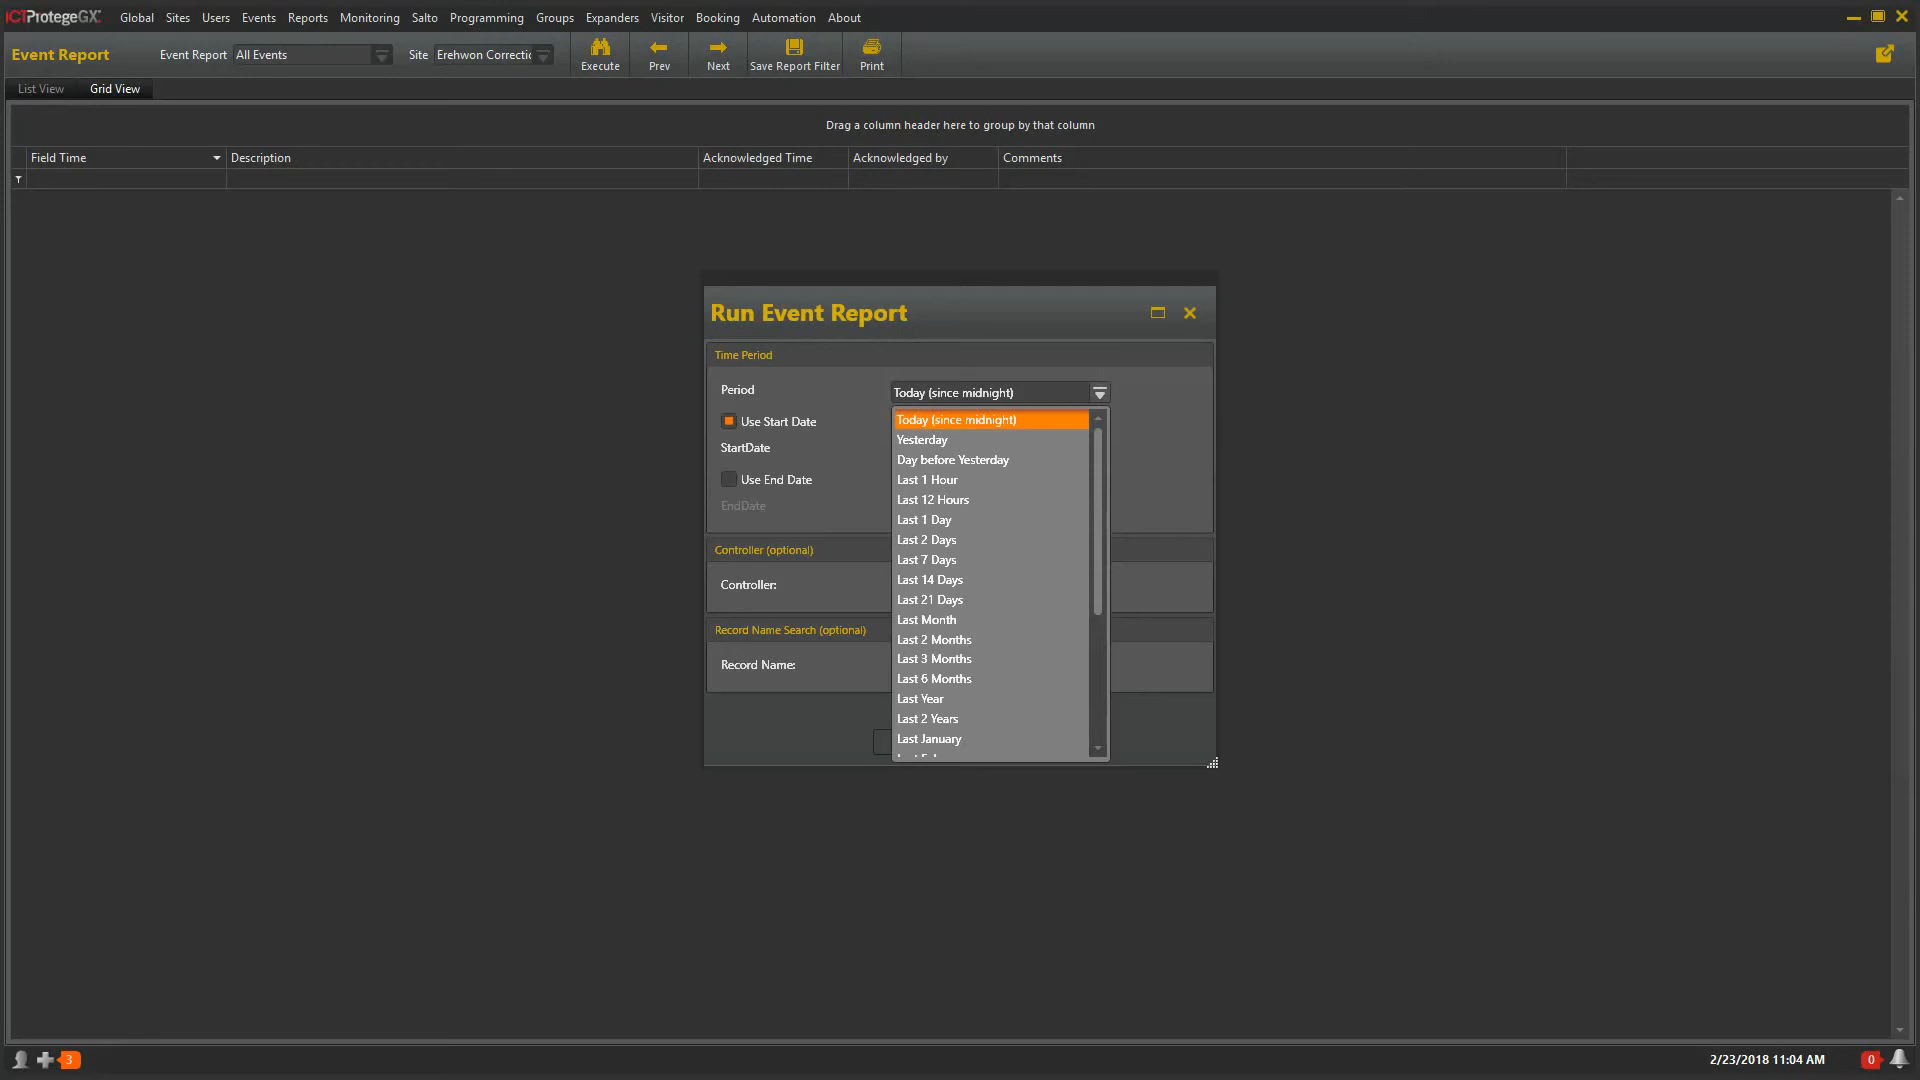 ICTProtegeGX Global Sites Users Events Reports Monitoring Salto Programming Groups Expanders Visitor Booking Automation About
Event Report Event Report All Events Site Erehwon Correctic Execute Prev Next Save Report Filter Print
List View Grid View
Drag a column header here to group by that column
Field Time Description Acknowledged Time Acknowledged by Comments
Run Event Report
Time Period
Period Today (since midnight)
Use Start Date
StartDate
Use End Date
EndDate
Controller (optional)
Controller:
Record Name Search (optional)
Record Name:
Today (since midnight)
Yesterday
Day before Yesterday
Last 1 Hour
Last 12 Hours
Last 1 Day
Last 2 Days
Last 7 Days
Last 14 Days
Last 21 Days
Last Month
Last 2 Months
Last 3 Months
Last 6 Months
Last Year
Last 2 Years
Last January
3 2/23/2018 11:04 AM 0